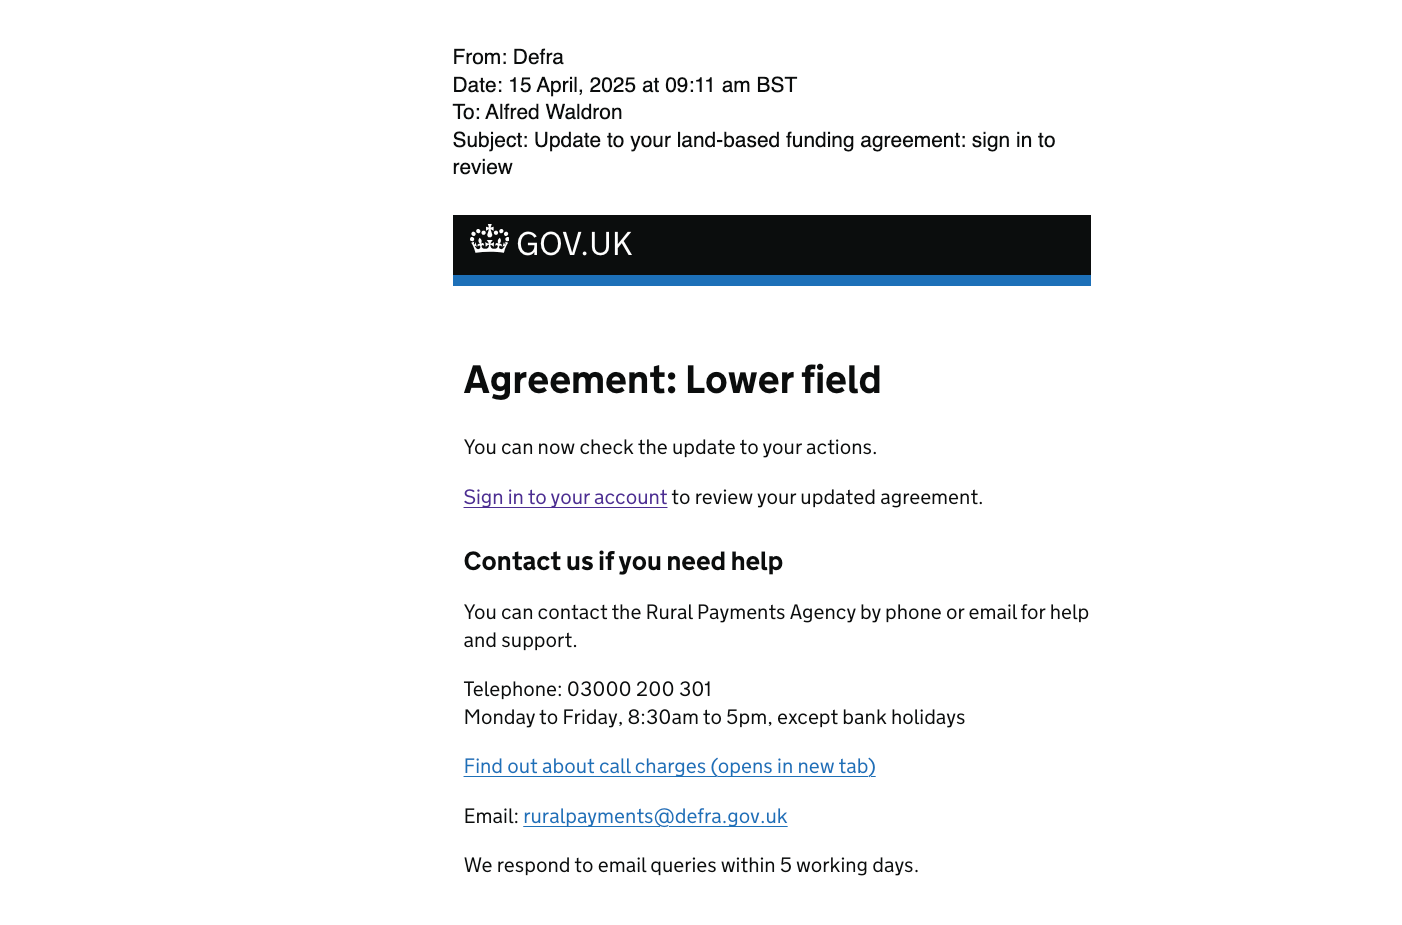 From: Defra
Date: 15 April, 2025 at 09:11 am BST
To: Alfred Waldron
Subject: Update to your land-based funding agreement: sign in to
review
GOV.UK
Agreement: Lower field
You can now check the update to your actions.
Sign in to your account to review your updated agreement.
Contact us if you need help
You can contact the Rural Payments Agency by phone or email for help
and support.
Telephone: 03000 200 301
Monday to Friday, 8:30am to 5pm, except bank holidays
Find out about call charges (opens in new tab)
Email: ruralpayments@defra.gov.uk
We respond to email queries within 5 working days.